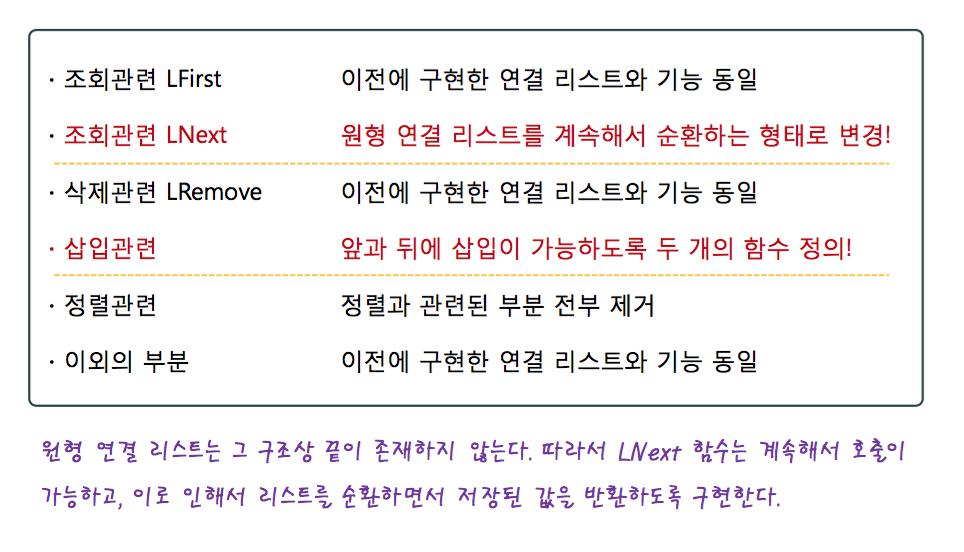 · 조회관련 LFirst 이전에 구현한 연결 리스트와 기능 동일
· 조회관련 LNext 원형 연결 리스트를 계속해서 순환하는 형태로 변경!
· 삭제관련 LRemove 이전에 구현한 연결 리스트와 기능 동일
· 삽입관련 앞과 뒤에 삽입이 가능하도록 두 개의 함수 정의!
· 정렬관련 정렬과 관련된 부분 전부 제거
· 이외의 부분 이전에 구현한 연결 리스트와 기능 동일
원형 연결 리스트는 그 구조상 끝이 존재하지 않는다. 따라서 LNext 함수는 계속해서 호출이
가능하고, 이로 인해서 리스트를 순환하면서 저장된 값을 반환하도록 구현한다.